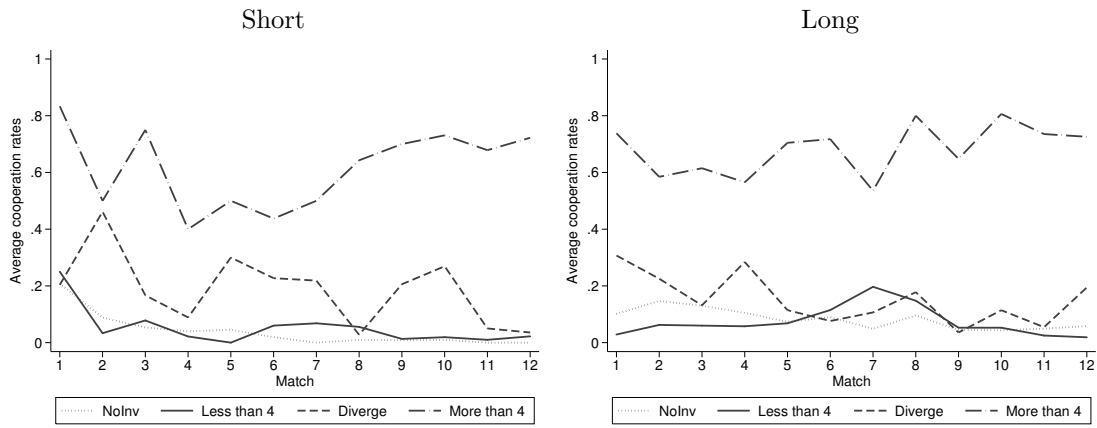 Short
Average cooperation rates
1
.8
.6
.4
.2
0
1 2 3 4 5 6 7 8 9 10 11 12
Match
NoInv Less than 4 Diverge More than 4
Long
Average cooperation rates
1
.8
.6
.4
.2
0
1 2 3 4 5 6 7 8 9 10 11 12
Match
NoInv Less than 4 Diverge More than 4